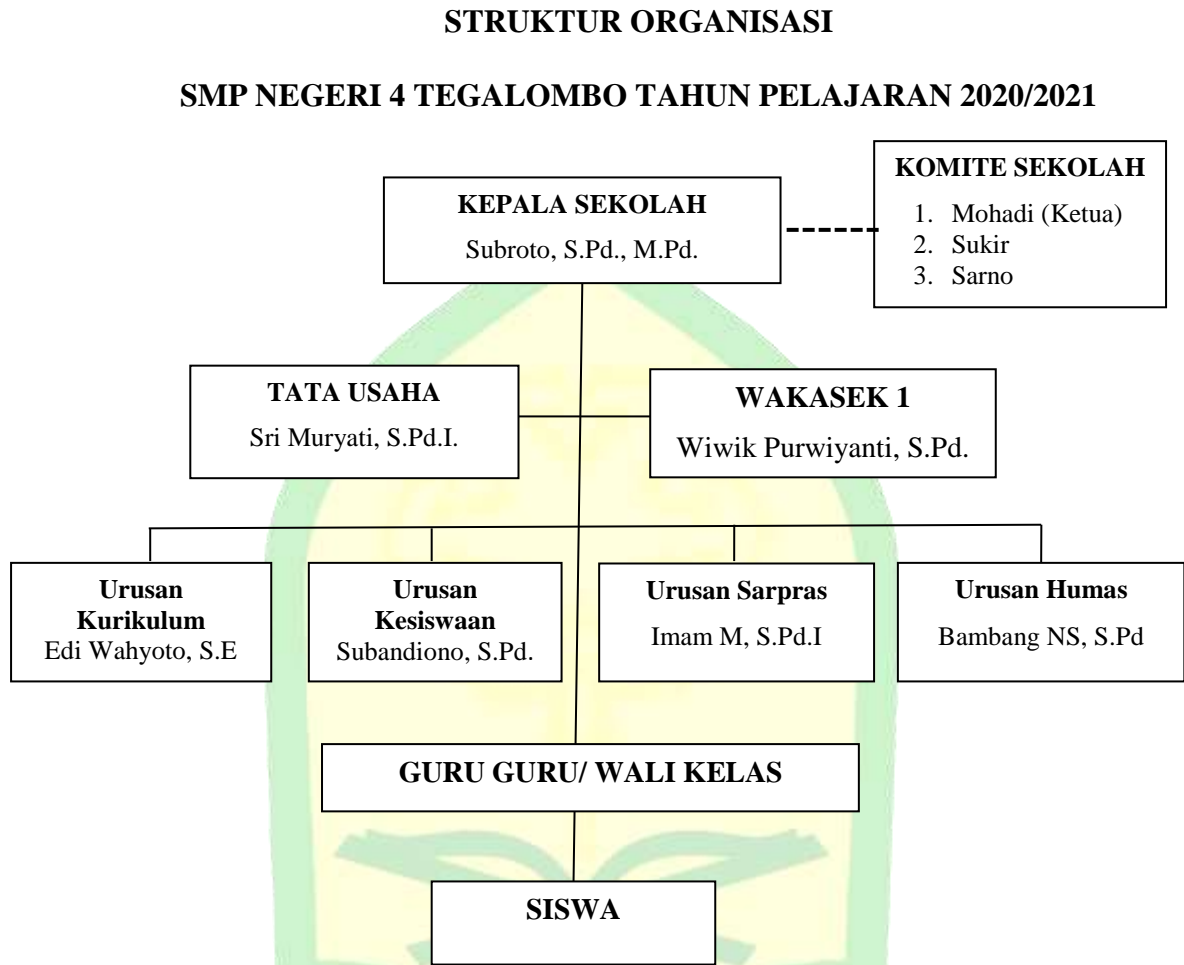 STRUKTUR ORGANISASI
SMP NEGERI 4 TEGALOMBO TAHUN PELAJARAN 2020/2021
KOMITE SEKOLAH
1. Mohadi (Ketua)
2. Sukir
3. Sarno
KEPALA SEKOLAH
Subroto, S.Pd., M.Pd.
TATA USAHA
Sri Muryati, S.Pd.I.
WAKASEK 1
Wiwik Purwiyanti, S.Pd.
Urusan
Kurikulum
Edi Wahyoto, S.E
Urusan
Kesiswaan
Subandiono, S.Pd.
Urusan Sarpras
Imam M, S.Pd.I
Urusan Humas
Bambang NS, S.Pd
GURU GURU/ WALI KELAS
SISWA